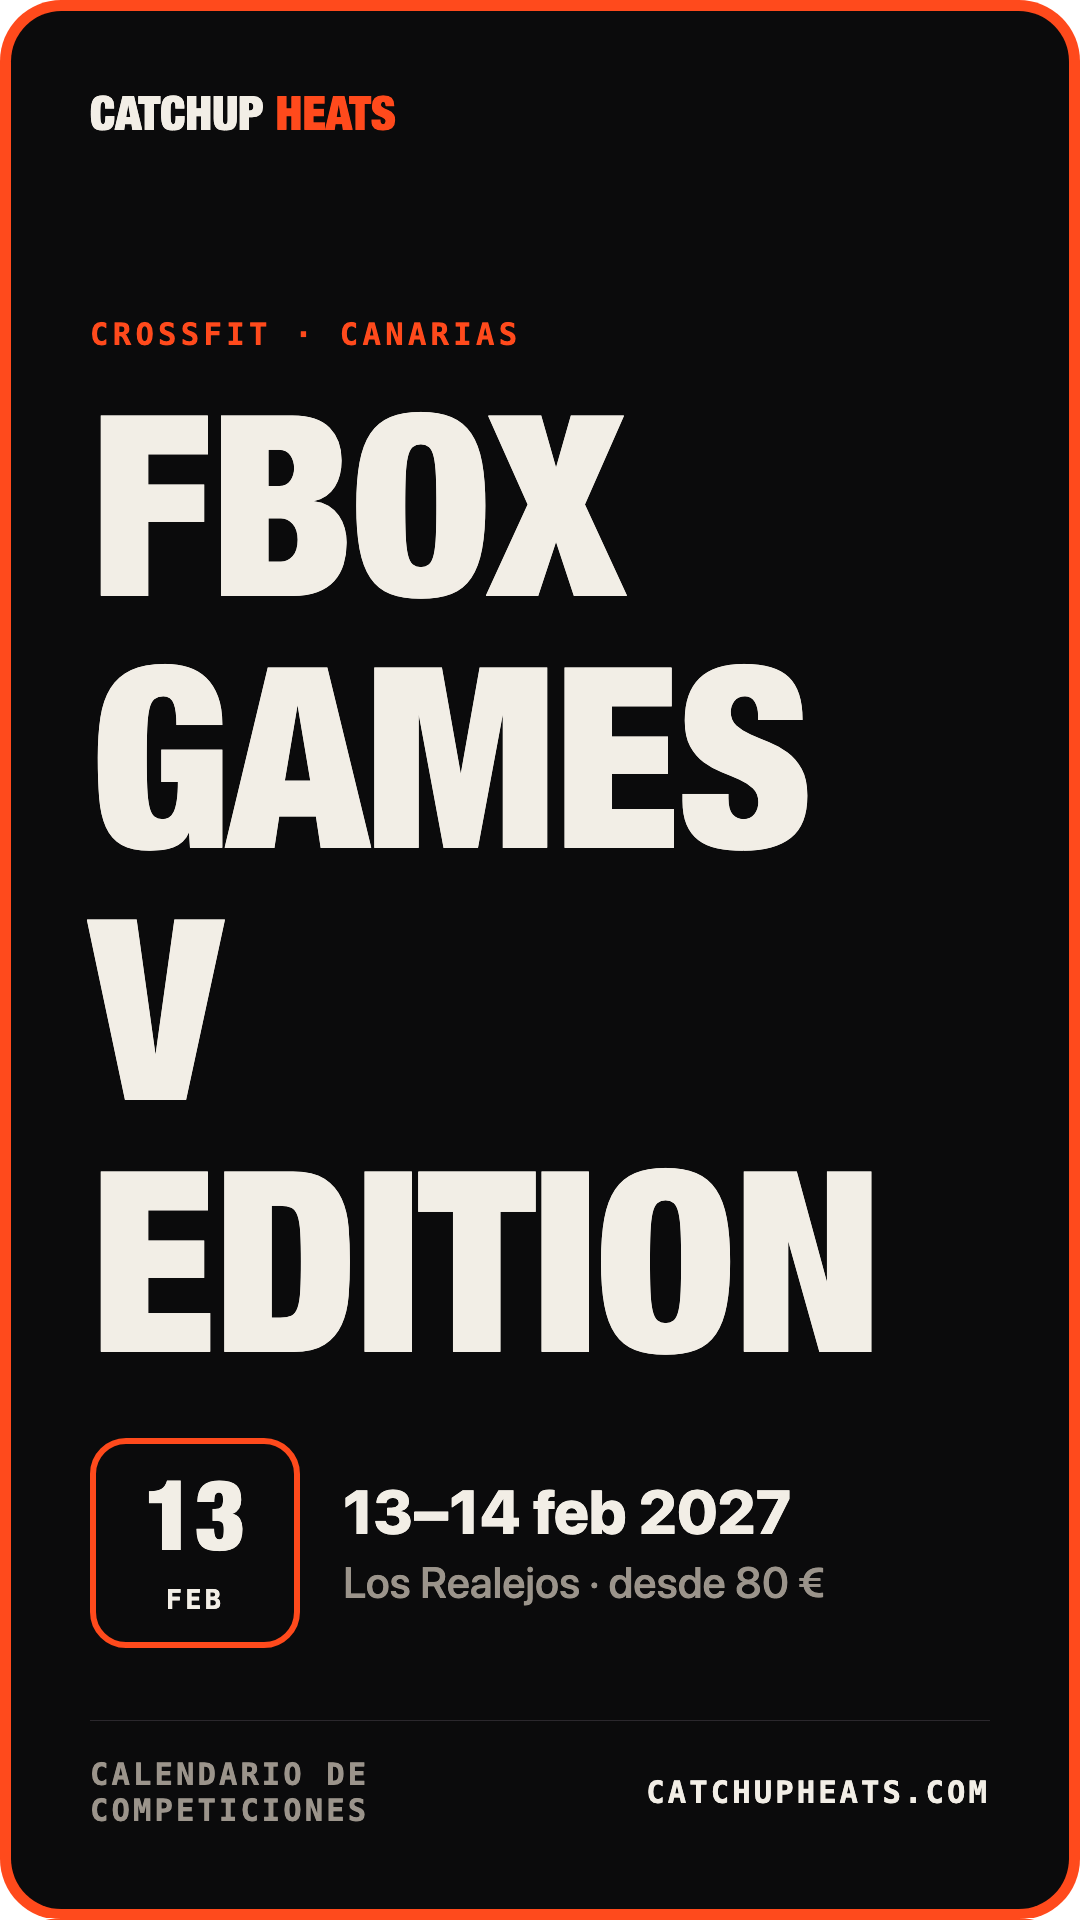 CATCHUP HEATS
CROSSFIT · CANARIAS
FBOX
GAMES
V
EDITION
13
FEB
13–14 feb 2027
Los Realejos · desde 80 €
CALENDARIO DE
COMPETICIONES
CATCHUPHEATS.COM